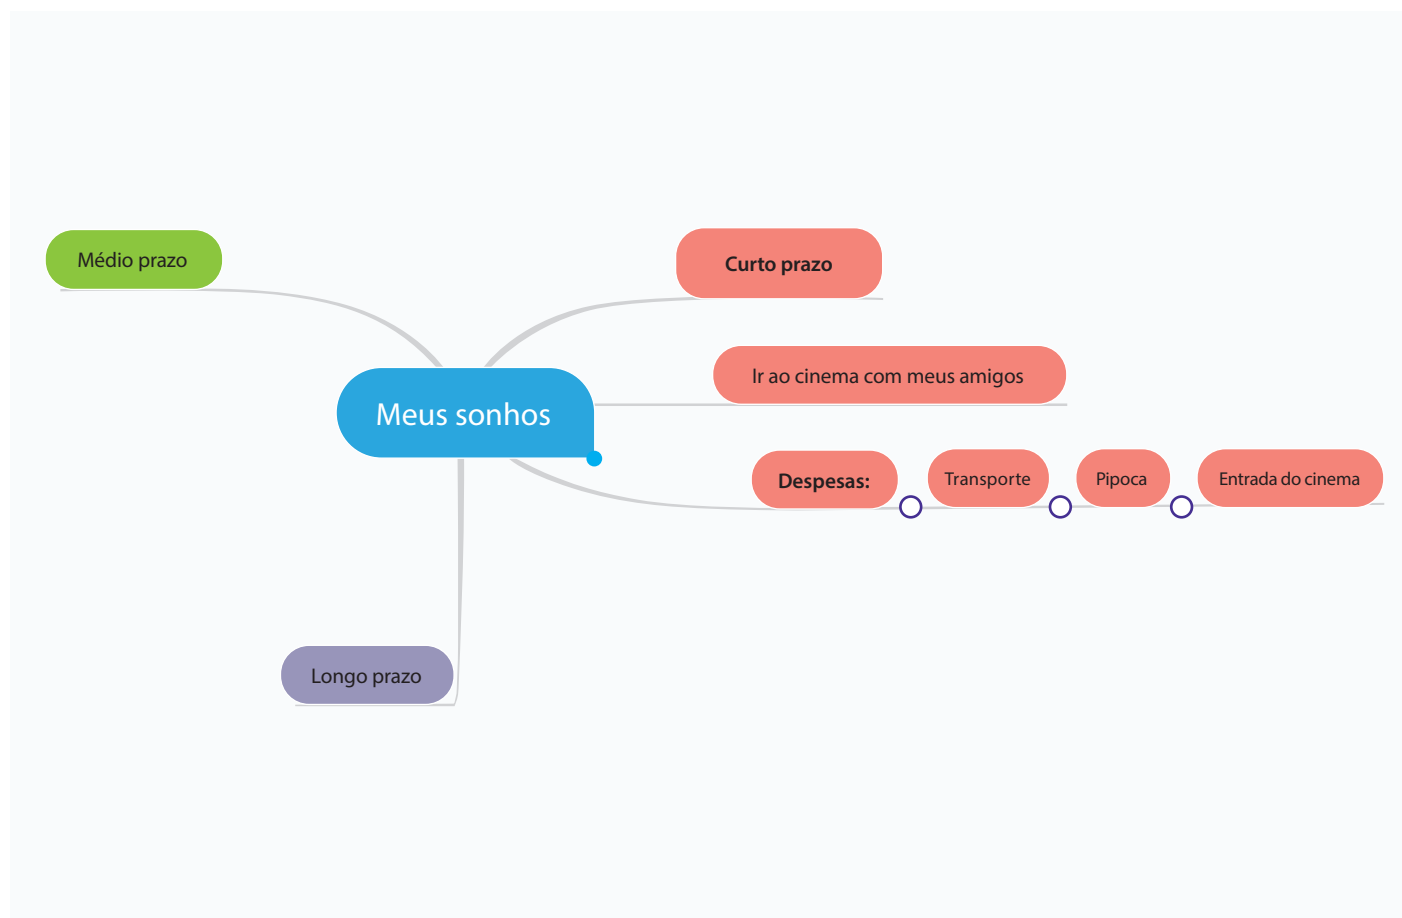 Médio prazo
Curto prazo
Ir ao cinema com meus amigos
Meus sonhos
Despesas:
Transporte
Pipoca
Entrada do cinema
Longo prazo